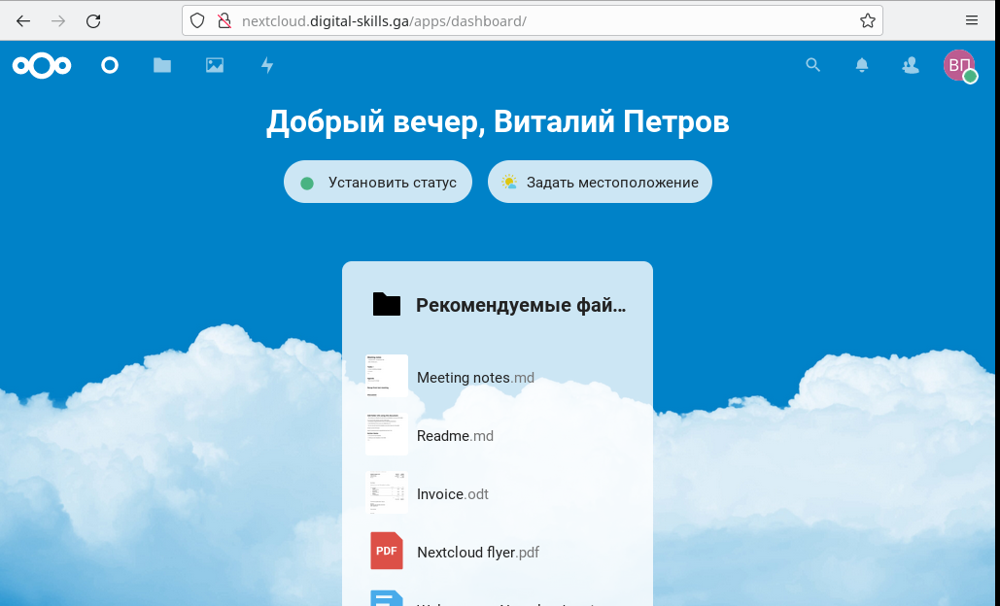 nextcloud.digital-skills.ga/apps/dashboard/
ВП
Добрый вечер, Виталий Петров
Установить статус
Задать местоположение
Рекомендуемые фай…
Meeting notes.md
Readme.md
Invoice.odt
Nextcloud flyer.pdf
PDF